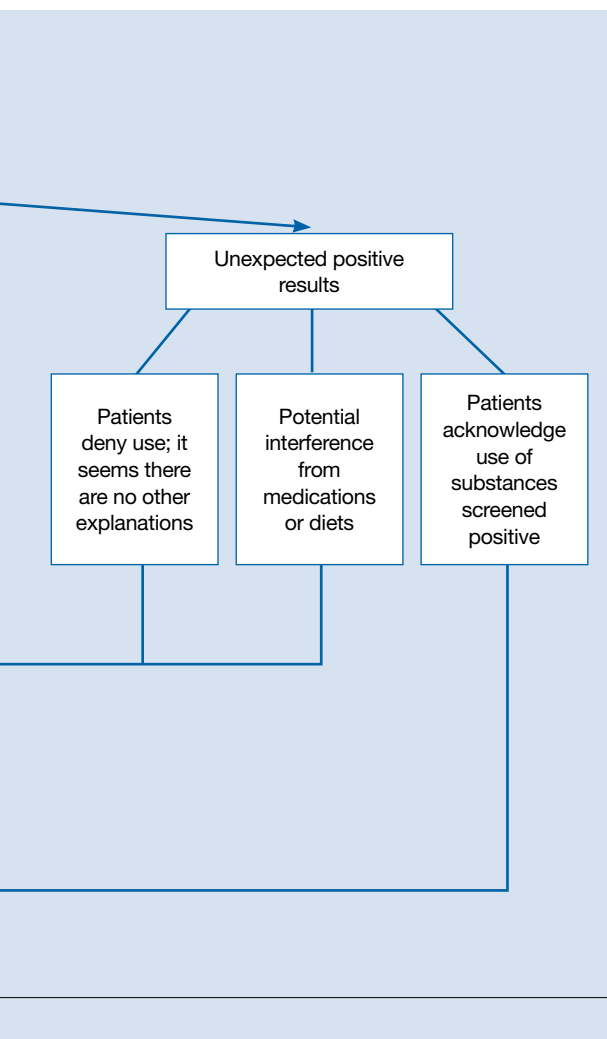 Unexpected positive
results
Patients
deny use; it
seems there
are no other
explanations
Potential
interference
from
medications
or diets
Patients
acknowledge
use of
substances
screened
positive